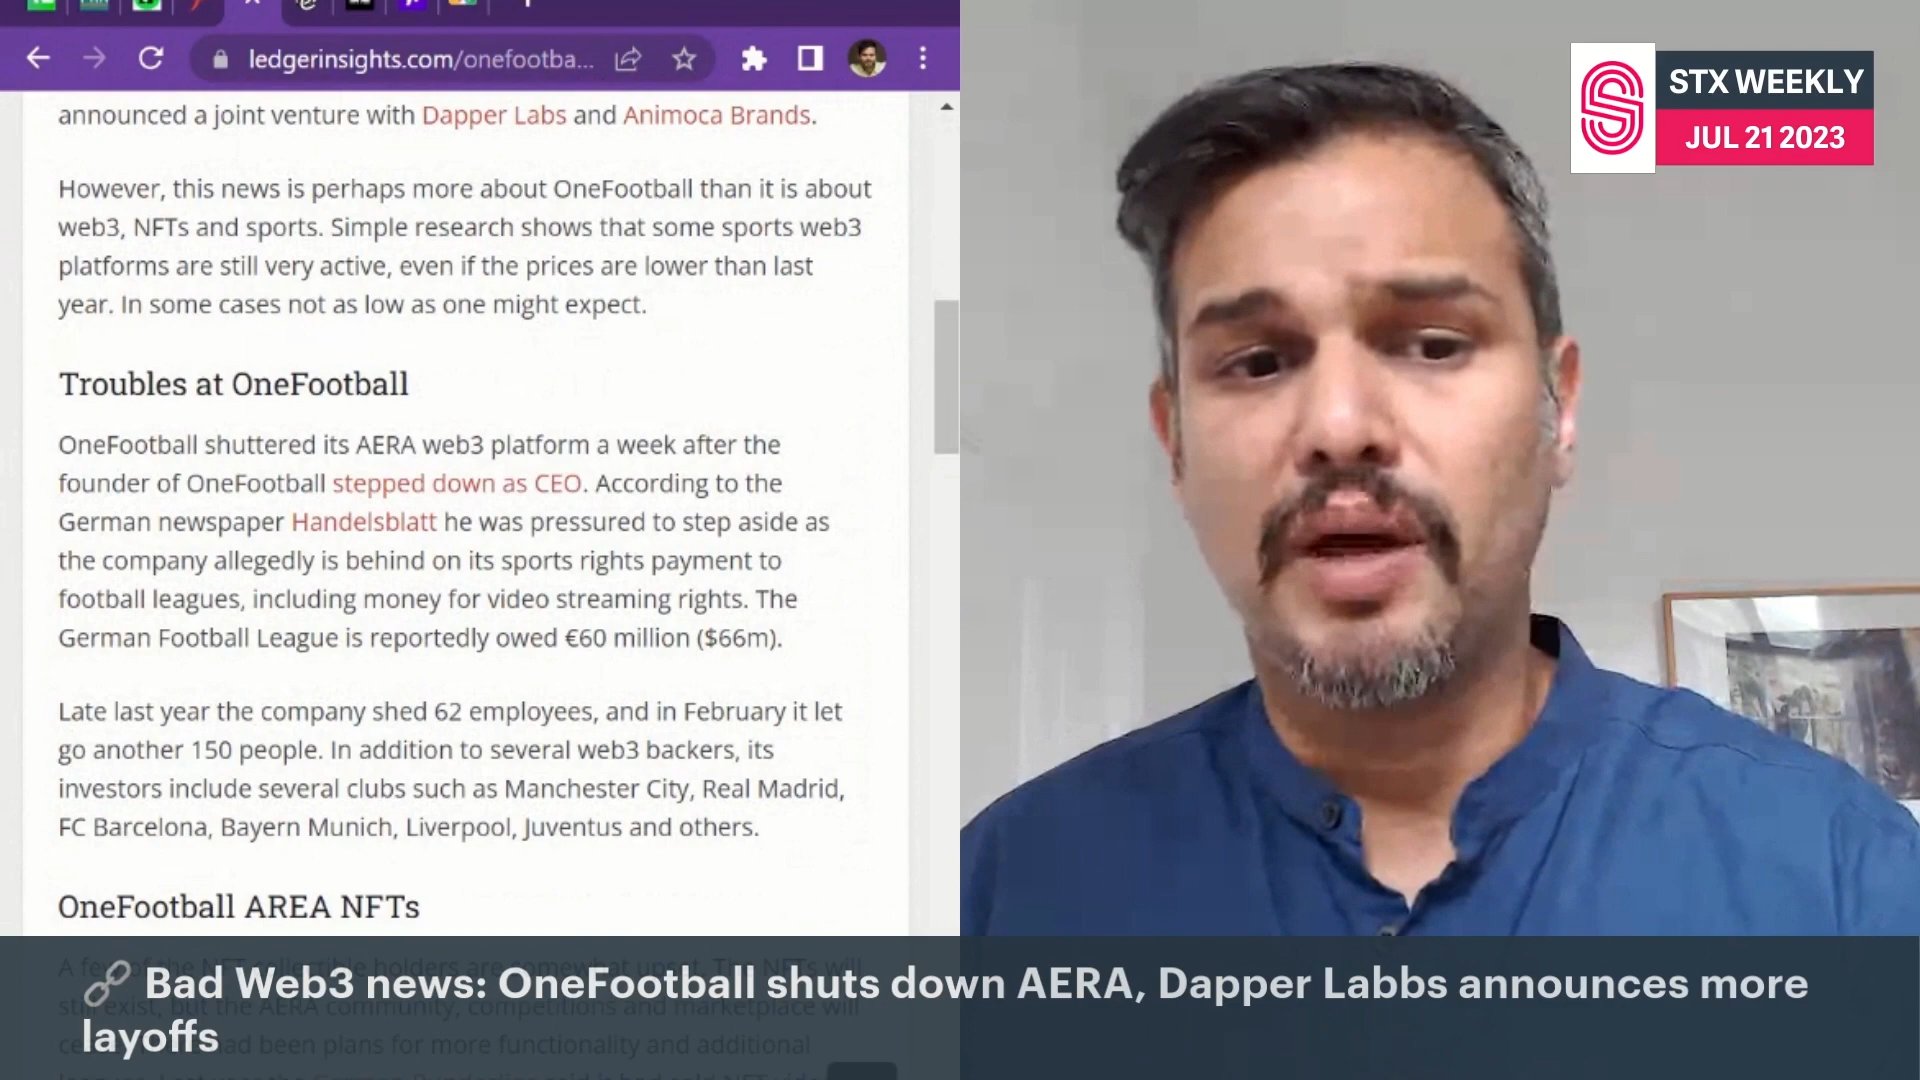 ledgerinsights.com/onefootba...
STX WEEKLY
JUL 21 2023
announced a joint venture with Dapper Labs and Animoca Brands.
However, this news is perhaps more about OneFootball than it is about
web3, NFTs and sports. Simple research shows that some sports web3
platforms are still very active, even if the prices are lower than last
year. In some cases not as low as one might expect.
Troubles at OneFootball
OneFootball shuttered its AERA web3 platform a week after the
founder of OneFootball stepped down as CEO. According to the
German newspaper Handelsblatt he was pressured to step aside as
the company allegedly is behind on its sports rights payment to
football leagues, including money for video streaming rights. The
German Football League is reportedly owed €60 million ($66m).
Late last year the company shed 62 employees, and in February it let
go another 150 people. In addition to several web3 backers, its
investors include several clubs such as Manchester City, Real Madrid,
FC Barcelona, Bayern Munich, Liverpool, Juventus and others.
OneFootball AREA NFTs
Bad Web3 news: OneFootball shuts down AERA, Dapper Labbs announces more
layoffs
had been plans for more functionality and additional